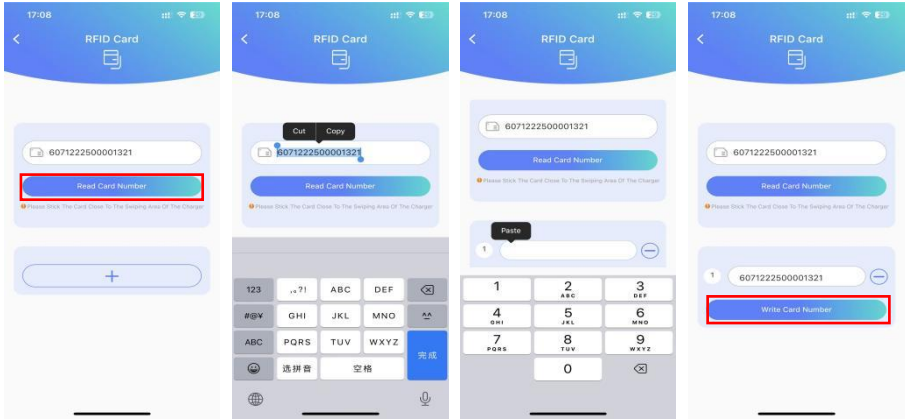 17:08
RFID Card
6071222500001321
Read Card Number
Please Stick The Card Close To The Swiping Area Of The Charger
17:08
RFID Card
Cut Copy
6071222500001321
Read Card Number
Please Stick The Card Close To The Swiping Area Of The Charger
123 ,。?! ABC DEF
#@¥ GHI JKL MNO ^^
ABC PQRS TUV WXYZ
完成
选拼音 空格
17:08
RFID Card
6071222500001321
Read Card Number
Please Stick The Card Close To The Swiping Area Of The Charger
Paste
1
1 2 3
ABC DEF
4 5 6
GHI JKL MNO
7 8 9
PQRS TUV WXYZ
0
17:08
RFID Card
6071222500001321
Read Card Number
Please Stick The Card Close To The Swiping Area Of The Charger
1 6071222500001321
Write Card Number